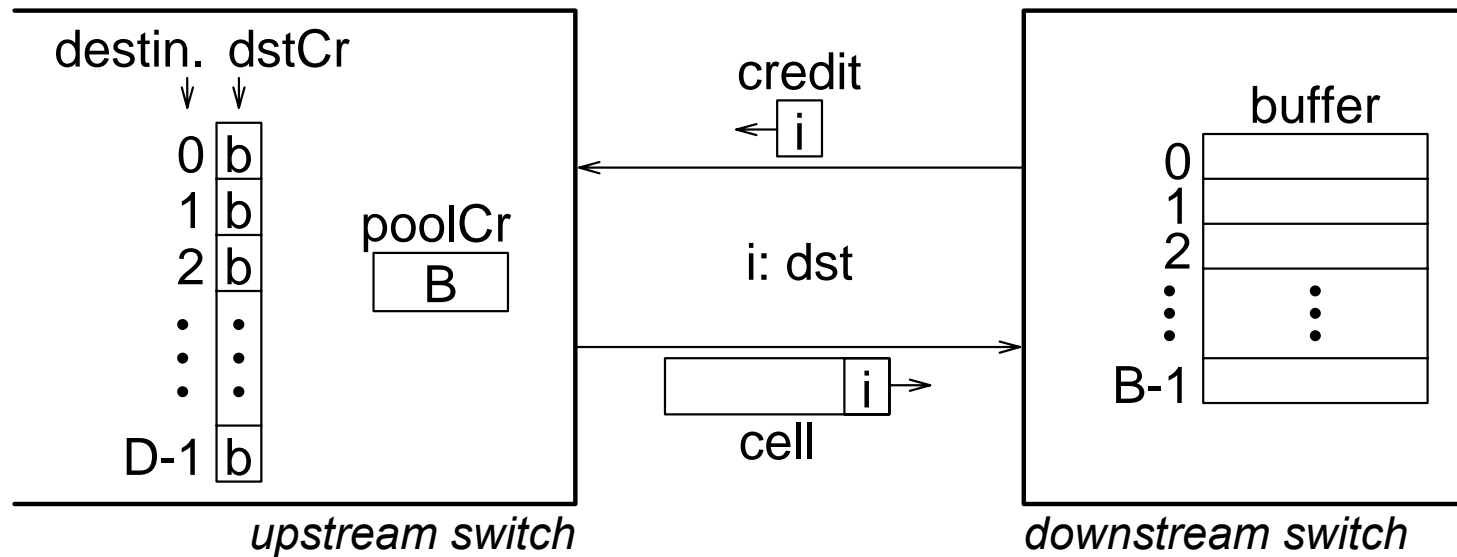 destin. dstCr
credit
i
buffer
0 b
1 b
2 b
D-1 b
poolCr
B
i: dst
i
cell
0
1
2
B-1
upstream switch
downstream switch